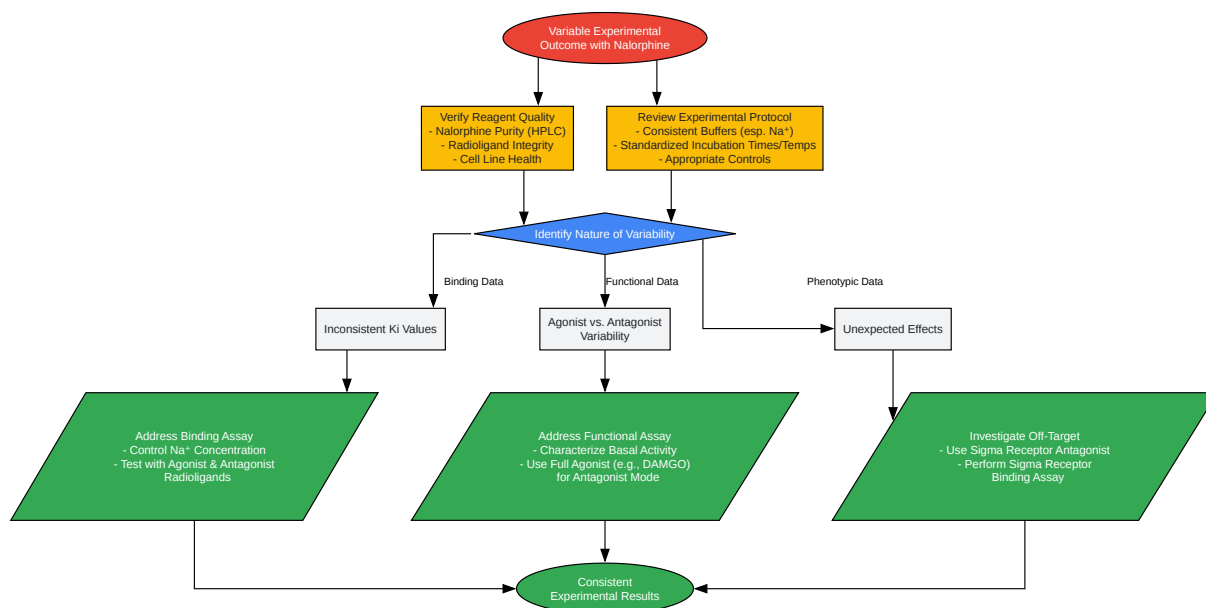 Variable Experimental
Outcome with Nalorphine
Verify Reagent Quality
- Nalorphine Purity (HPLC)
- Radioligand Integrity
- Cell Line Health
Review Experimental Protocol
- Consistent Buffers (esp. Na⁺)
- Standardized Incubation Times/Temps
- Appropriate Controls
Identify Nature of Variability
Binding Data
Functional Data
Phenotypic Data
Inconsistent Ki Values
Agonist vs. Antagonist
Variability
Unexpected Effects
Address Binding Assay
- Control Na⁺ Concentration
- Test with Agonist & Antagonist
Radioligands
Address Functional Assay
- Characterize Basal Activity
- Use Full Agonist (e.g., DAMGO)
for Antagonist Mode
Investigate Off-Target
- Use Sigma Receptor Antagonist
- Perform Sigma Receptor
Binding Assay
Consistent
Experimental Results